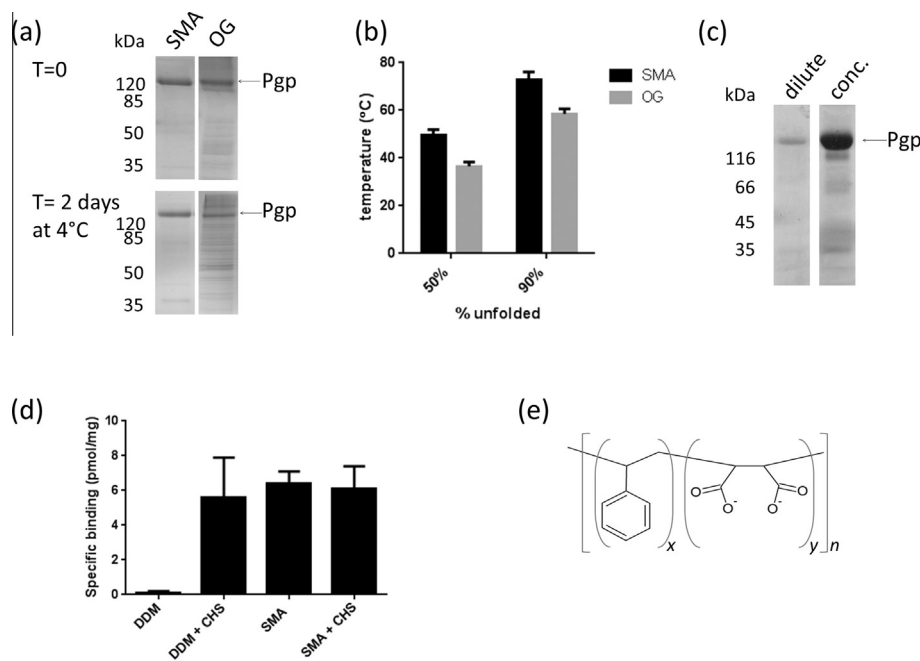 (a)
kDa
SMA
OG
T=0
120
85
50
35
Pgp
T= 2 days
at 4°C
120
85
50
35
Pgp
(b)
temperature (°C)
80
60
40
20
0
50%
90%
% unfolded
SMA
OG
(c)
kDa
dilute
conc.
116
66
45
35
Pgp
(d)
Specific binding (pmol/mg)
10
8
6
4
2
0
DDM
DDM + CHS
SMA
SMA + CHS
(e)
O
O-
O-
O
x
y
n